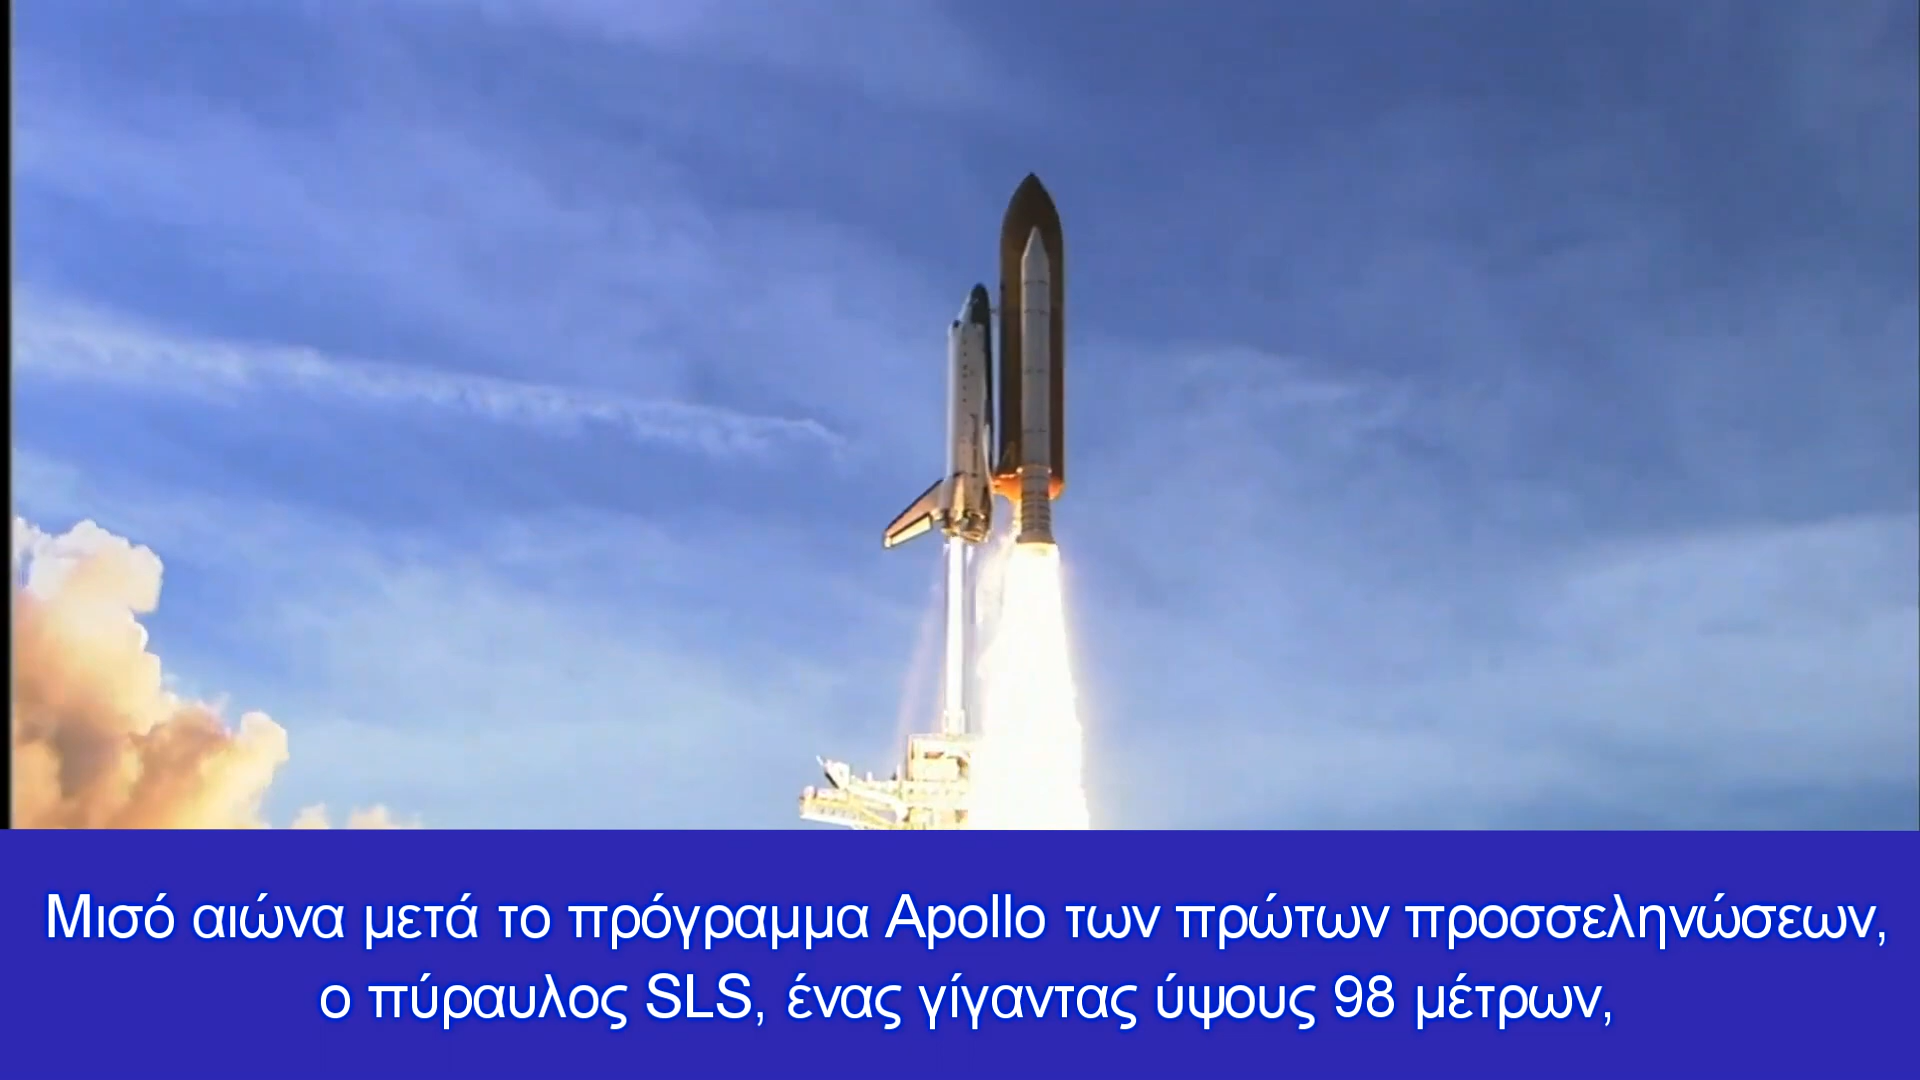 Μισό αιώνα μετά το πρόγραμμα Apollo των πρώτων προσσεληνώσεων,
ο πύραυλος SLS, ένας γίγαντας ύψους 98 μέτρων,